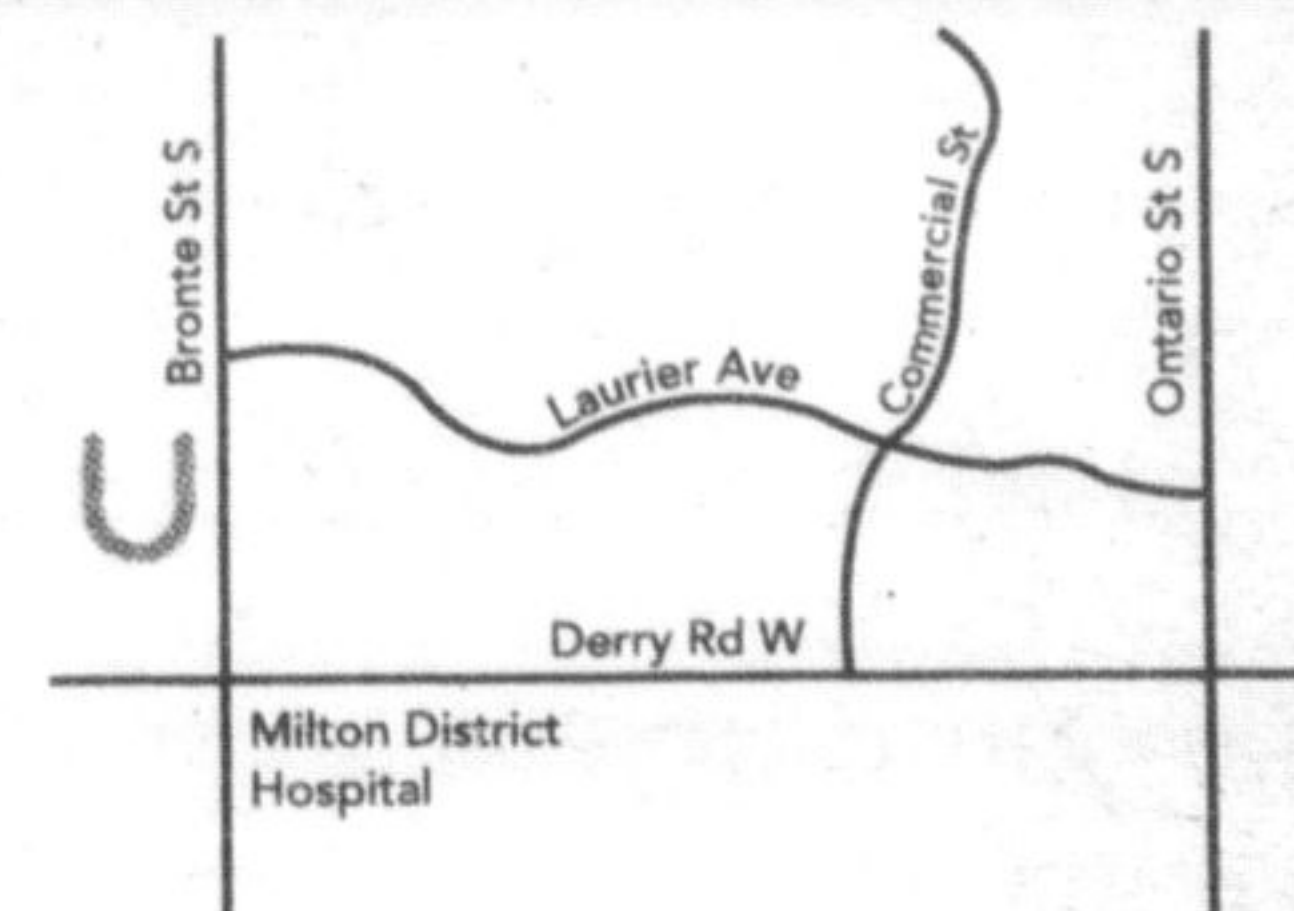 Bronte St S
Commercial St
Ontario St S
Laurier Ave
Derry Rd W
Milton District
Hospital